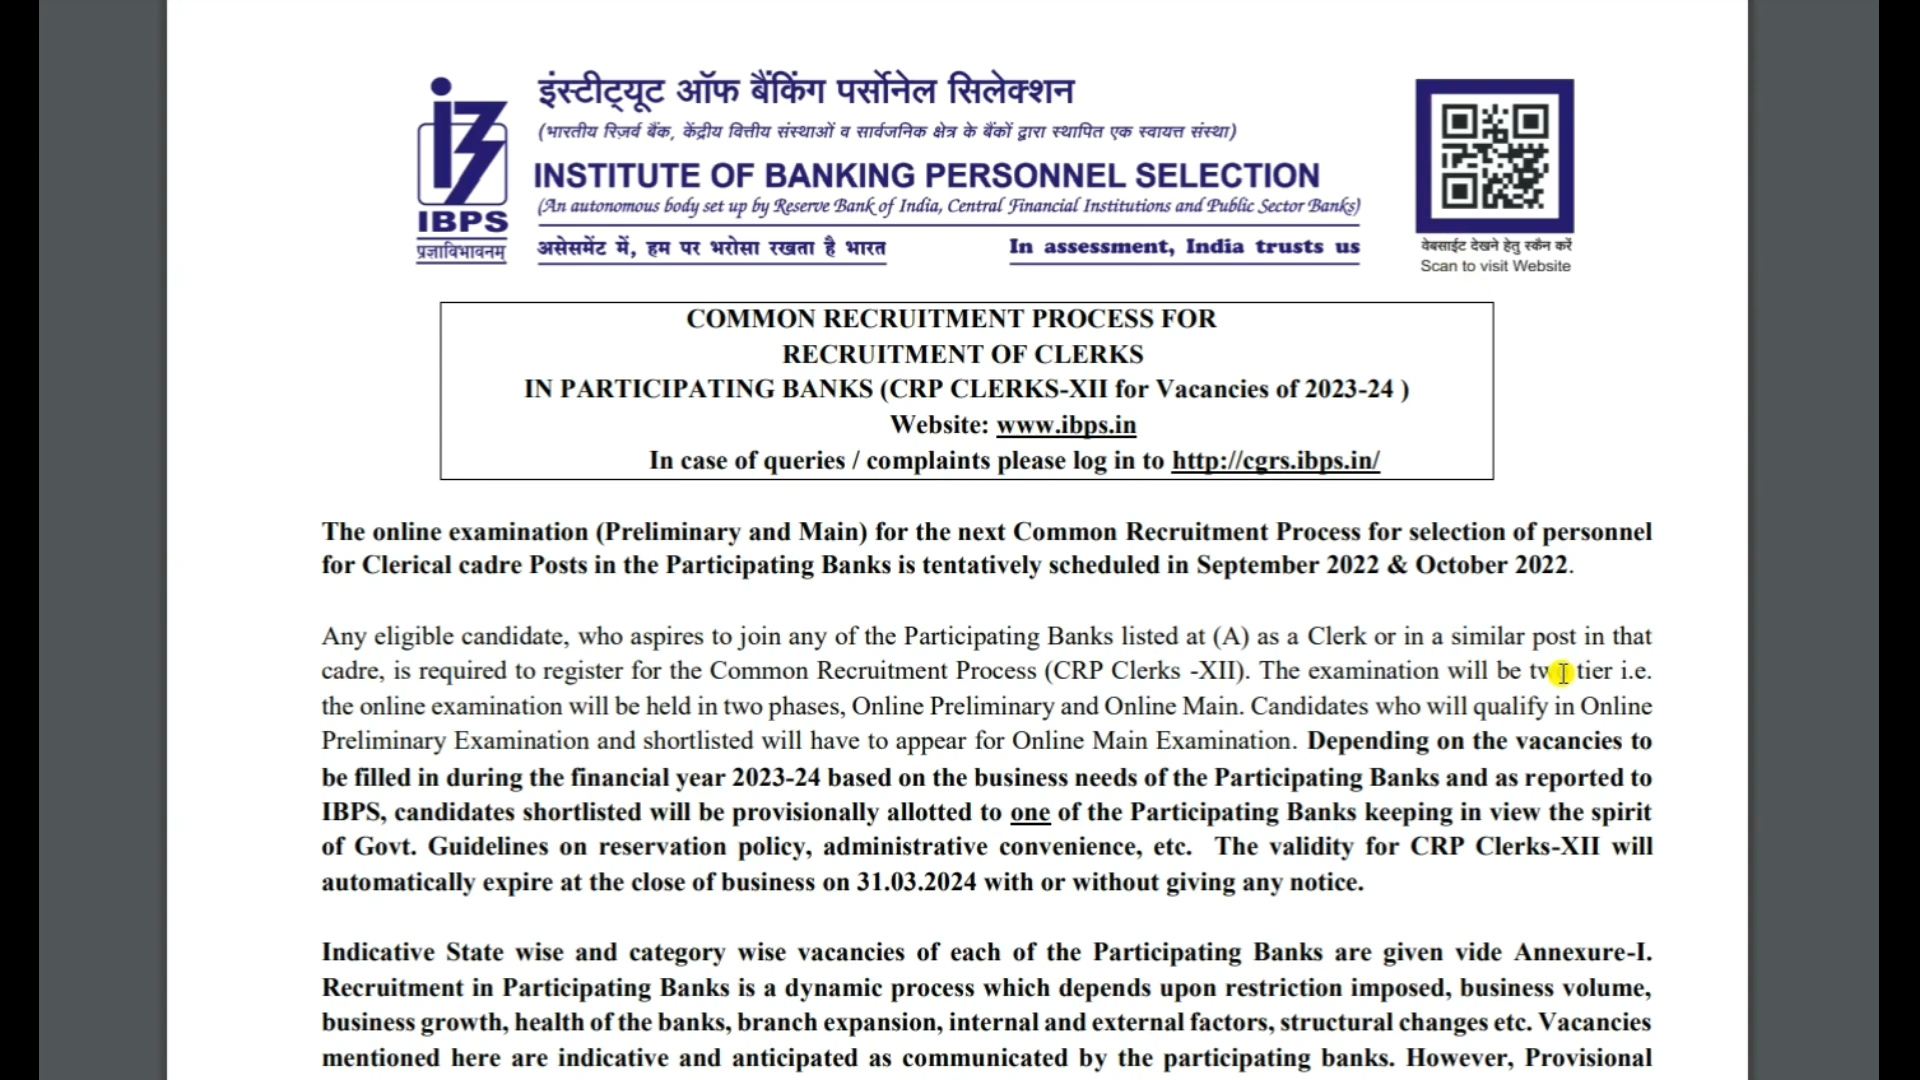 इंस्टीट्यूट ऑफ बैंकिंग पर्सोनेल सिलेक्शन
(भारतीय रिज़र्व बैंक, केंद्रीय वित्तीय संस्थाओं व सार्वजनिक क्षेत्र के बैंकों द्वारा स्थापित एक स्वायत्त संस्था)
INSTITUTE OF BANKING PERSONNEL SELECTION
(An autonomous body set up by Reserve Bank of India, Central Financial Institutions and Public Sector Banks)
IBPS
प्रज्ञाविभावनम्
असेसमेंट में, हम पर भरोसा रखता है भारत
In assessment, India trusts us
वेबसाईट देखने हेतु स्कैन करें
Scan to visit Website
COMMON RECRUITMENT PROCESS FOR
RECRUITMENT OF CLERKS
IN PARTICIPATING BANKS (CRP CLERKS-XII for Vacancies of 2023-24 )
Website: www.ibps.in
In case of queries / complaints please log in to http://cgrs.ibps.in/
The online examination (Preliminary and Main) for the next Common Recruitment Process for selection of personnel
for Clerical cadre Posts in the Participating Banks is tentatively scheduled in September 2022 & October 2022.
Any eligible candidate, who aspires to join any of the Participating Banks listed at (A) as a Clerk or in a similar post in that
cadre, is required to register for the Common Recruitment Process (CRP Clerks -XII). The examination will be two tier i.e.
the online examination will be held in two phases, Online Preliminary and Online Main. Candidates who will qualify in Online
Preliminary Examination and shortlisted will have to appear for Online Main Examination. Depending on the vacancies to
be filled in during the financial year 2023-24 based on the business needs of the Participating Banks and as reported to
IBPS, candidates shortlisted will be provisionally allotted to one of the Participating Banks keeping in view the spirit
of Govt. Guidelines on reservation policy, administrative convenience, etc. The validity for CRP Clerks-XII will
automatically expire at the close of business on 31.03.2024 with or without giving any notice.
Indicative State wise and category wise vacancies of each of the Participating Banks are given vide Annexure-I.
Recruitment in Participating Banks is a dynamic process which depends upon restriction imposed, business volume,
business growth, health of the banks, branch expansion, internal and external factors, structural changes etc. Vacancies
mentioned here are indicative and anticipated as communicated by the participating banks. However, Provisional